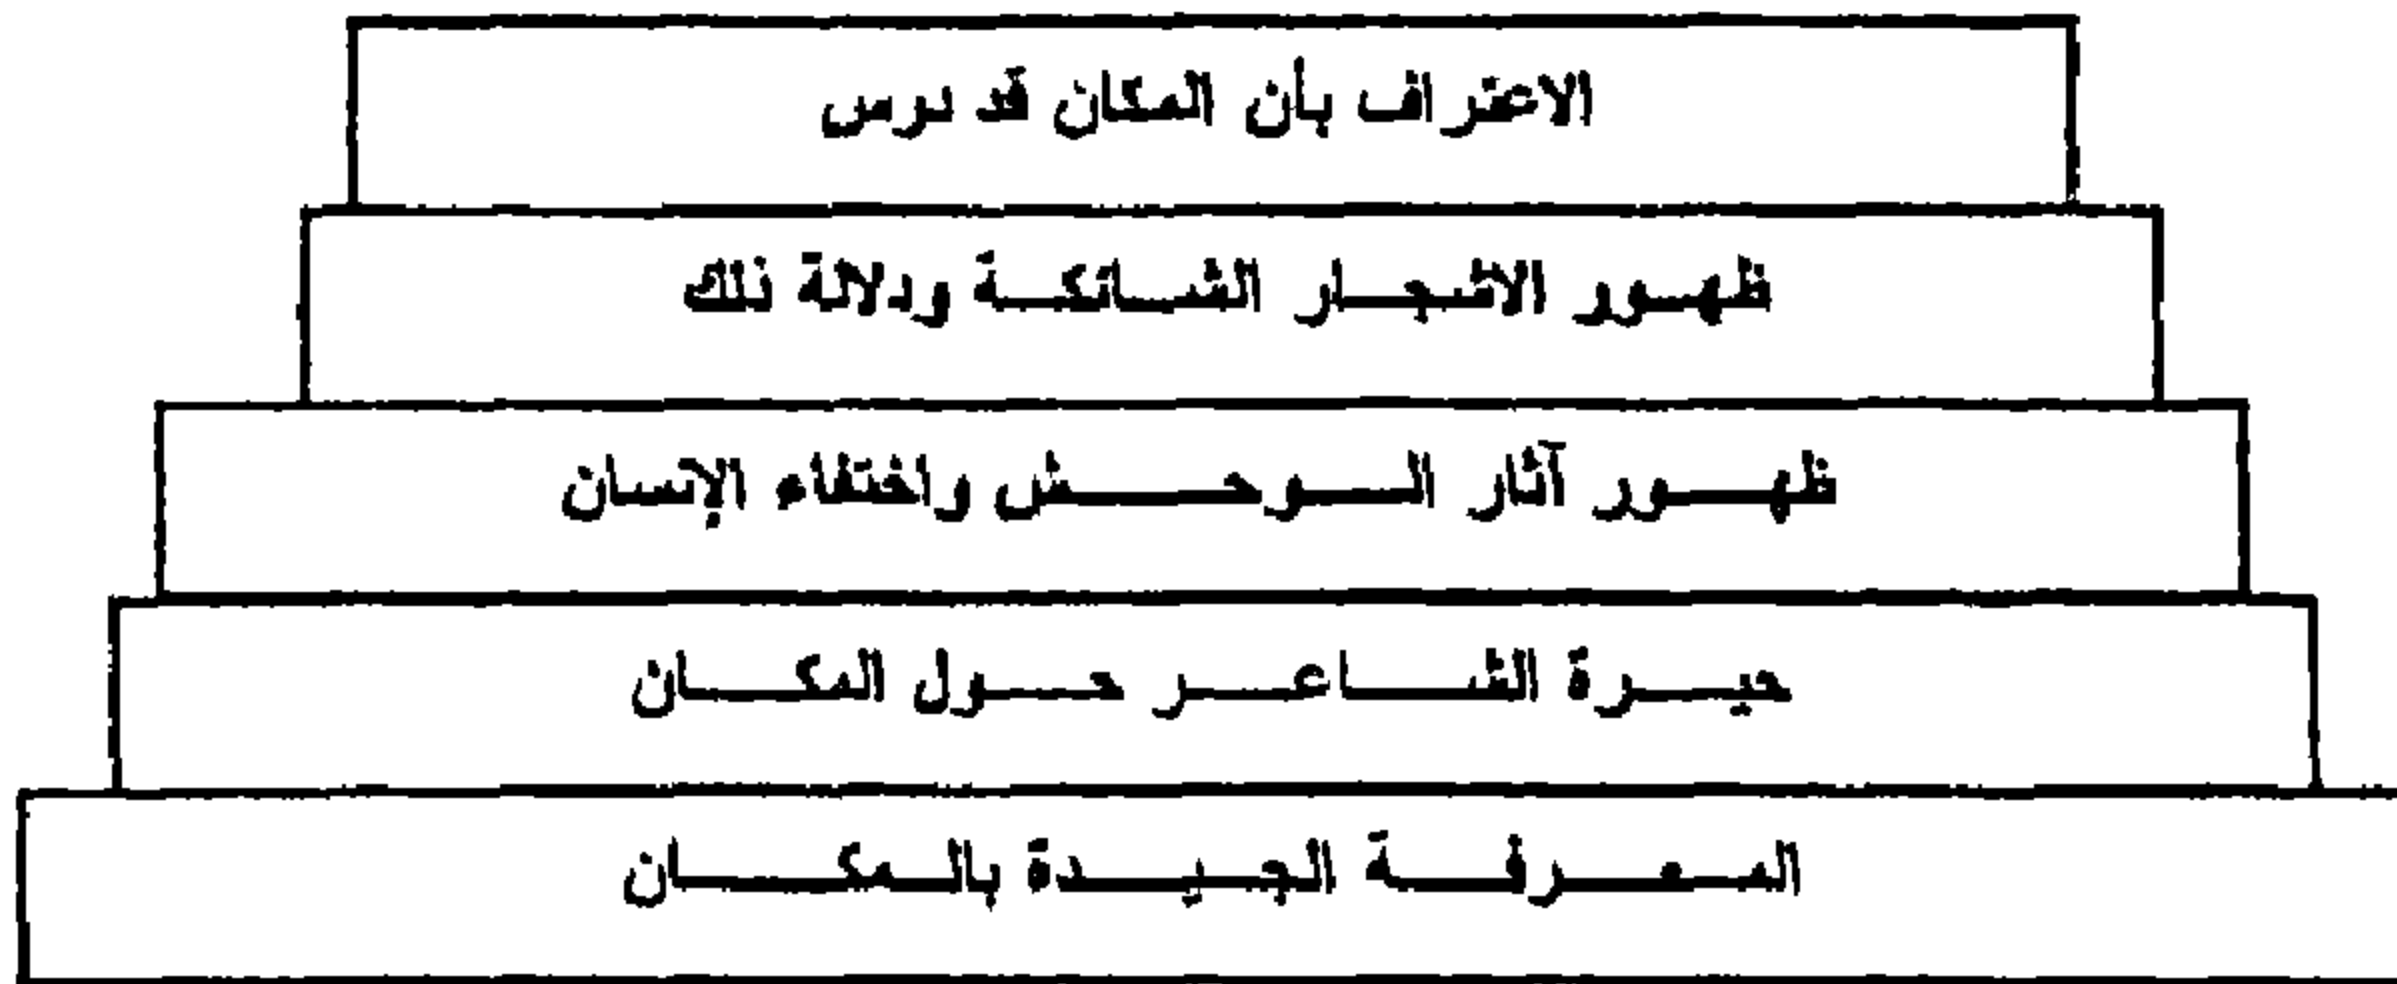 الاعتراف بأن المكان قد درس
ظهور الاشجار الشائكة ودلالة ذلك
ظهور آثار الوحش واختفاء الإنسان
حيرة الشاعر حول المكان
المعرفة الجيدة بالمكان